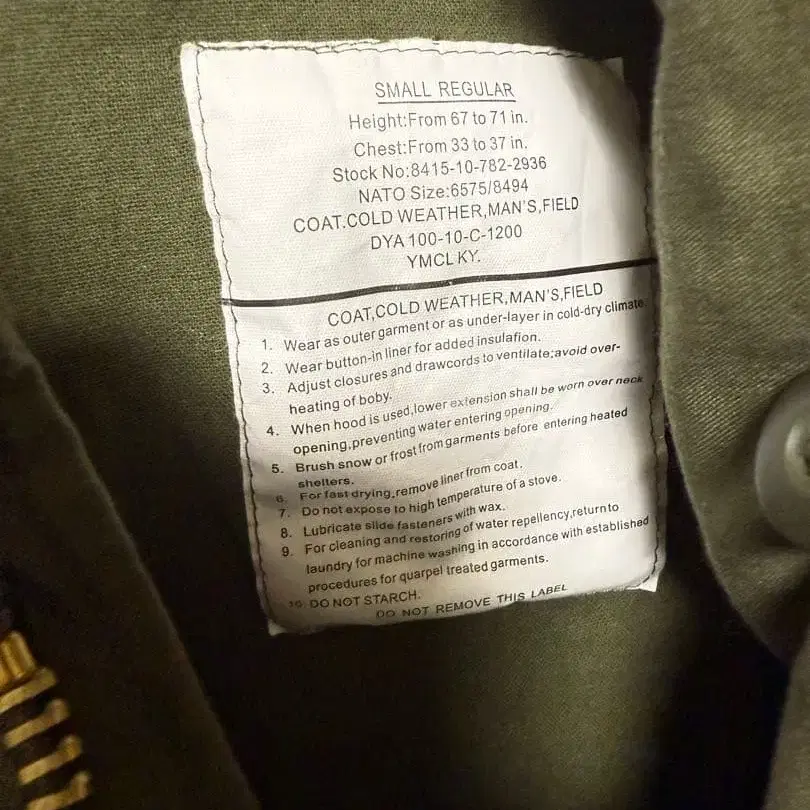 SMALL REGULAR
Height:From 67 to 71 in.
Chest:From 33 to 37 in.
Stock No:8415-10-782-2936
NATO Size:6575/8494
COAT.COLD WEATHER,MAN'S,FIELD
DYA 100-10-C-1200
YMCLKY.
COAT,COLD WEATHER,MAN'S,FIELD
1. Wear as outer garment or as under-layer in cold-dry climate
2. Wear button-in liner for added insulafion.
3. Adjust closures and drawcords to ventilate;avoid over-
heating of boby.
4. When hood is used,lower extension shall be worn over neck
opening,preventing water entering opening.
5. Brush snow or frost from garments before entering heated
shelters.
6. For fast drying,remove liner from coat.
7. Do not expose to high temperature of a stove.
8. Lubricate slide fasteners with wax.
9. For cleaning and restoring of water repellency,return to
laundry for machine washing in accordance with established
procedures for quarpel treated garments.
10. DO NOT STARCH.
DO NOT REMOVE THIS LABEL